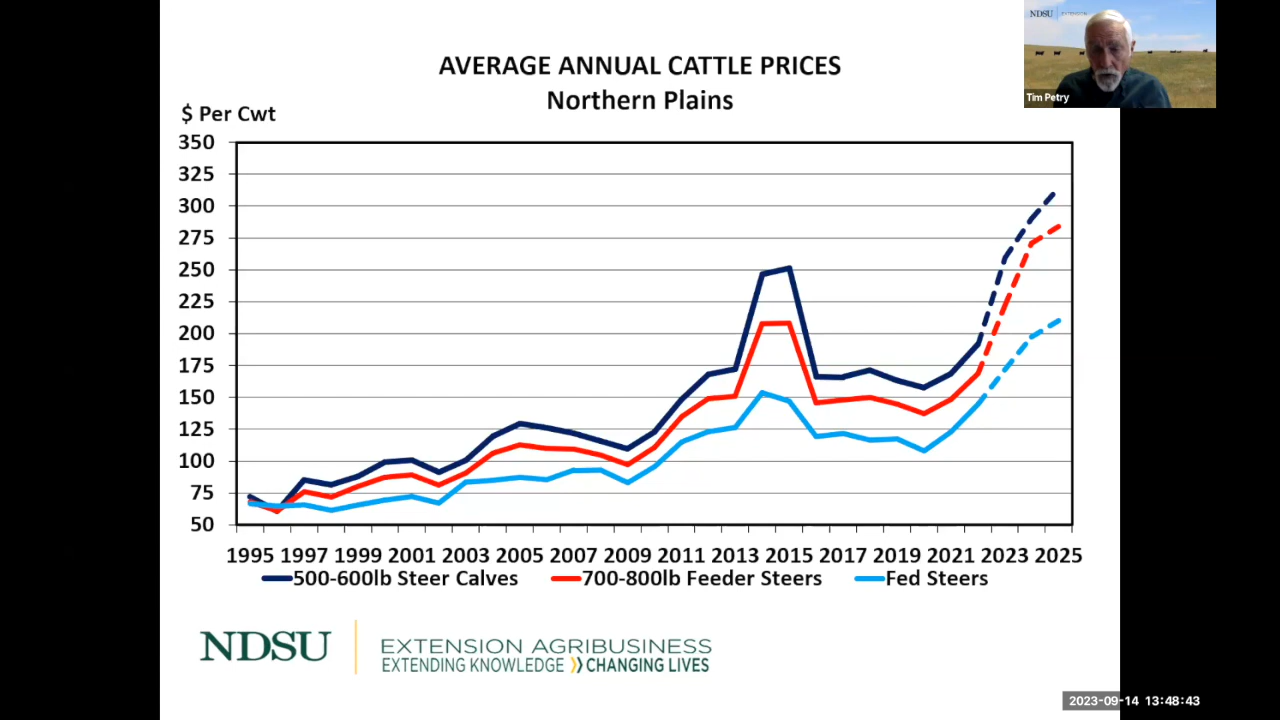 NDSU EXTENSION
Tim Petry
AVERAGE ANNUAL CATTLE PRICES
Northern Plains
$ Per Cwt
350
325
300
275
250
225
200
175
150
125
100
75
50
1995 1997 1999 2001 2003 2005 2007 2009 2011 2013 2015 2017 2019 2021 2023 2025
500-600lb Steer Calves 700-800lb Feeder Steers Fed Steers
NDSU EXTENSION AGRIBUSINESS
EXTENDING KNOWLEDGE CHANGING LIVES
2023-09-14 13:48:43